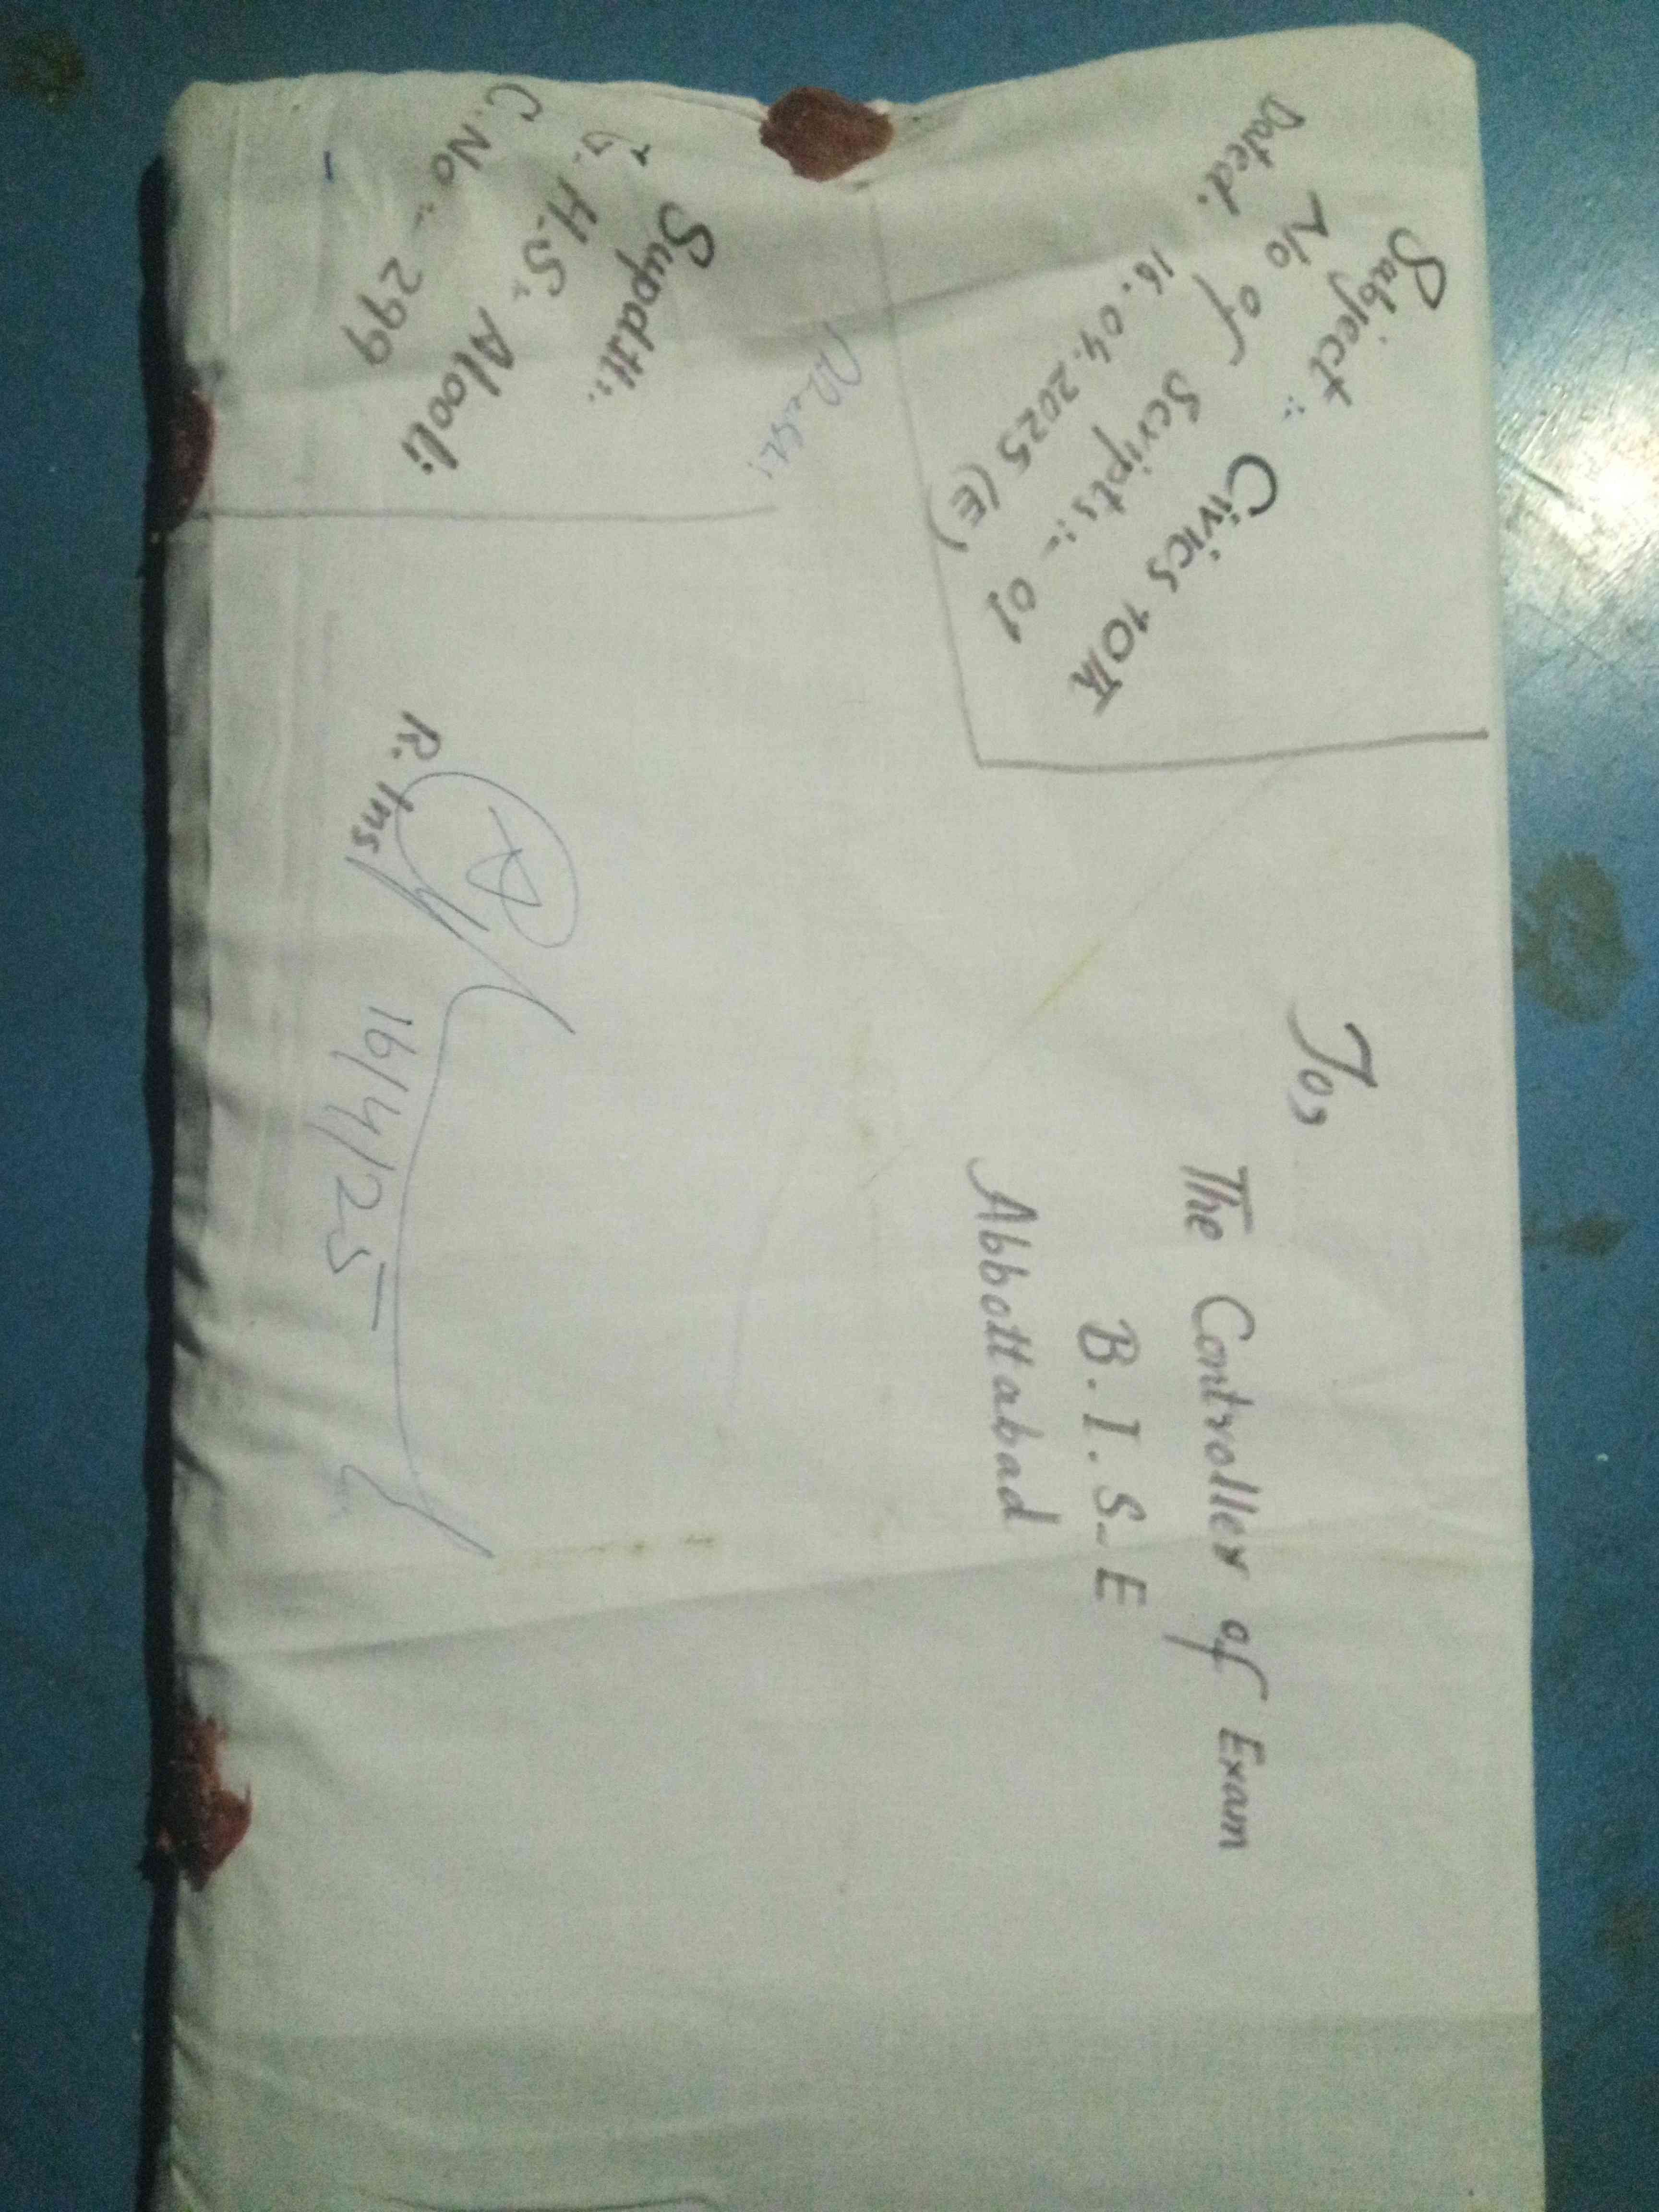 Subject:- Civics 10th
No of Scripts:- 01
Dated. 16.04.2025 (E)
To,
The Controller of Exam
B.I.S.E
Abbottabad
Supdtt:.
G.H.S. Alooli
C.No:- 299
R.Ins
16/4/25